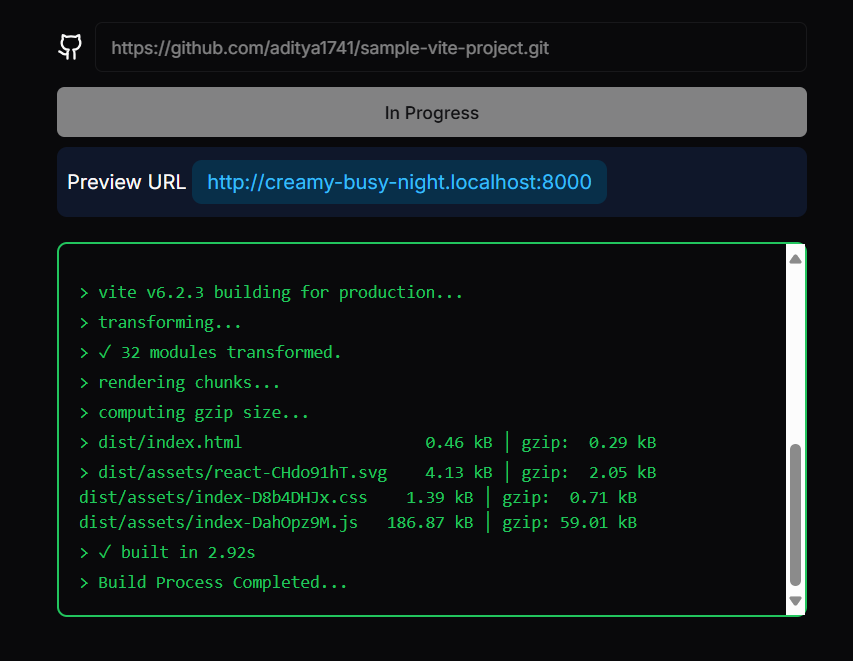 https://github.com/aditya1741/sample-vite-project.git
In Progress
Preview URL http://creamy-busy-night.localhost:8000
> vite v6.2.3 building for production...
> transforming...
> ✓ 32 modules transformed.
> rendering chunks...
> computing gzip size...
> dist/index.html                   0.46 kB │ gzip:  0.29 kB
> dist/assets/react-CHdo91hT.svg    4.13 kB │ gzip:  2.05 kB
dist/assets/index-D8b4DHJx.css    1.39 kB │ gzip:  0.71 kB
dist/assets/index-DahOpz9M.js   186.87 kB │ gzip: 59.01 kB
> ✓ built in 2.92s
> Build Process Completed...